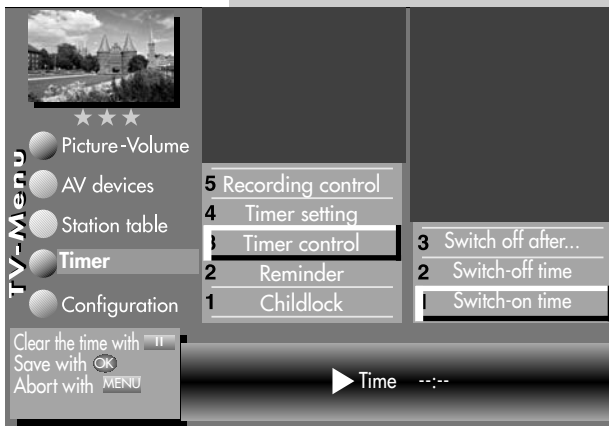 TV-Menu
Picture-Volume
AV devices
Station table
Timer
Configuration
5 Recording control
4 Timer setting
3 Timer control
2 Reminder
1 Childlock
3 Switch off after...
2 Switch-off time
1 Switch-on time
Clear the time with II
Save with OK
Abort with MENU
Time --:--